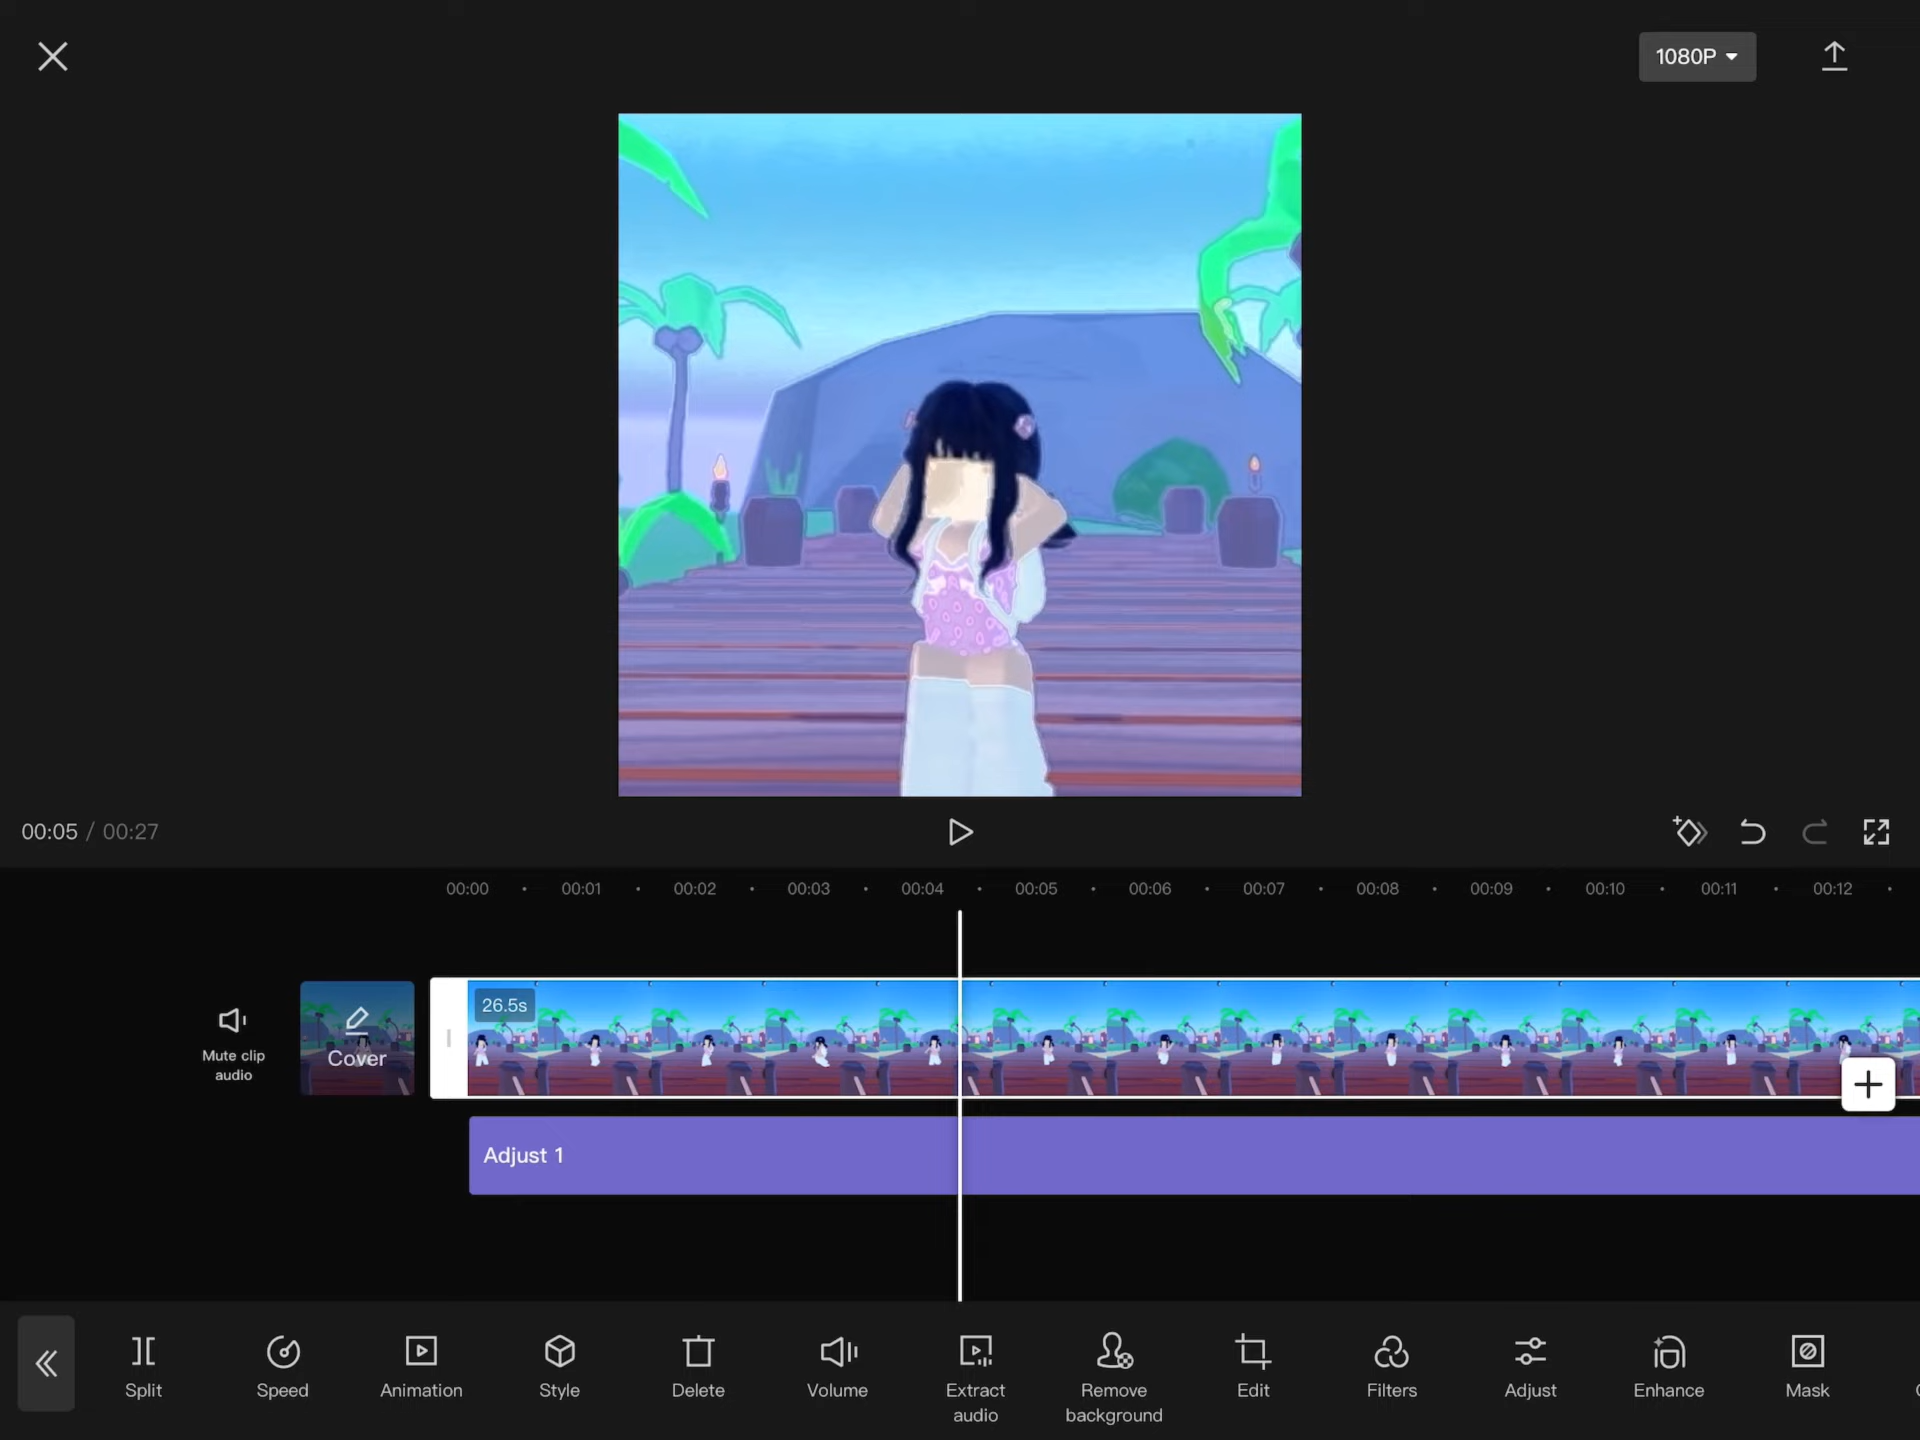 1080P
00:05 / 00:27
00:00 00:01 00:02 00:03 00:04 00:05 00:06 00:07 00:08 00:09 00:10 00:11 00:12
26.5s
Mute clip
audio
Cover
Adjust 1
Split Speed Animation Style Delete Volume Extract audio Remove background Edit Filters Adjust Enhance Mask